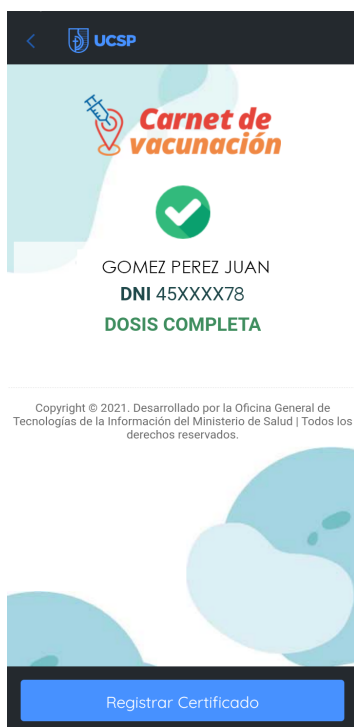 UCSP
Carnet de
vacunación
GOMEZ PEREZ JUAN
DNI 45XXXX78
DOSIS COMPLETA
Copyright © 2021. Desarrollado por la Oficina General de
Tecnologías de la Información del Ministerio de Salud | Todos los
derechos reservados.
Registrar Certificado